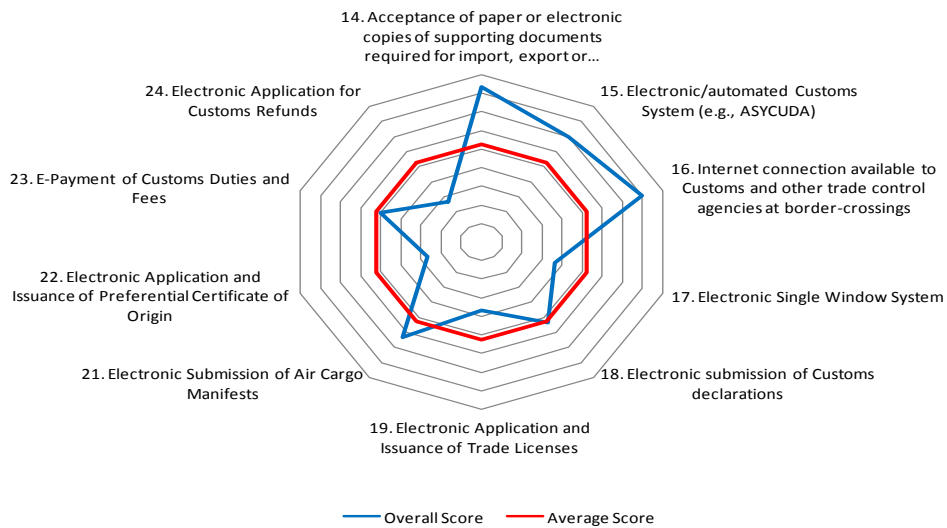 14. Acceptance of paper or electronic
copies of supporting documents
required for import, export or...
15. Electronic/automated Customs
System (e.g., ASYCUDA)
16. Internet connection available to
Customs and other trade control
agencies at border-crossings
17. Electronic Single Window System
18. Electronic submission of Customs
declarations
19. Electronic Application and
Issuance of Trade Licenses
21. Electronic Submission of Air Cargo
Manifests
22. Electronic Application and
Issuance of Preferential Certificate of
Origin
23. E-Payment of Customs Duties and
Fees
24. Electronic Application for
Customs Refunds
Overall Score
Average Score